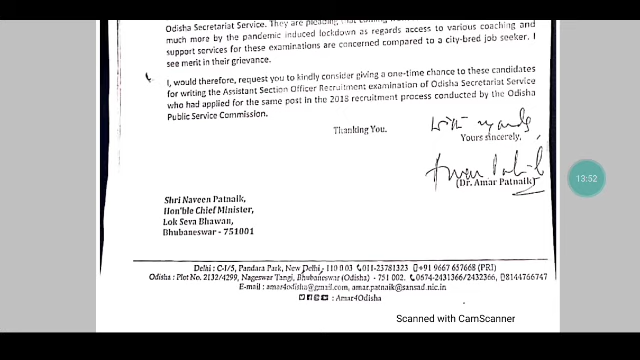 Odisha Secretariat Service. They are pleading that coming from
much more by the pandemic induced lockdown as regards access to various coaching and
support services for these examinations are concerned compared to a city-bred job seeker. I
see merit in their grievance.
I, would therefore, request you to kindly consider giving a one-time chance to these candidates
for writing the Assistant Section Officer Recruitment examination of Odisha Secretariat Service
who had applied for the same post in the 2018 recruitment process conducted by the Odisha
Public Service Commission.
Thanking You.
With regards
Yours sincerely,
(Dr. Amar Patnaik)
13:52
Shri Naveen Patnaik,
Hon'ble Chief Minister,
Lok Seva Bhawan,
Bhubaneswar - 751001
Delhi : C-1/5, Pandara Park, New Delhi, 110 003 011-23781323 +91 9667 657668 (PRI)
Odisha : Plot No. 2132/4299, Nageswar Tangi, Bhubaneswar (Odisha) - 751 002, 0674-2431366/2432366, 8144766747
E-mail : amar4odisha@gmail.com, amar.patnaik@sansad.nic.in
: Amar4Odisha
Scanned with CamScanner